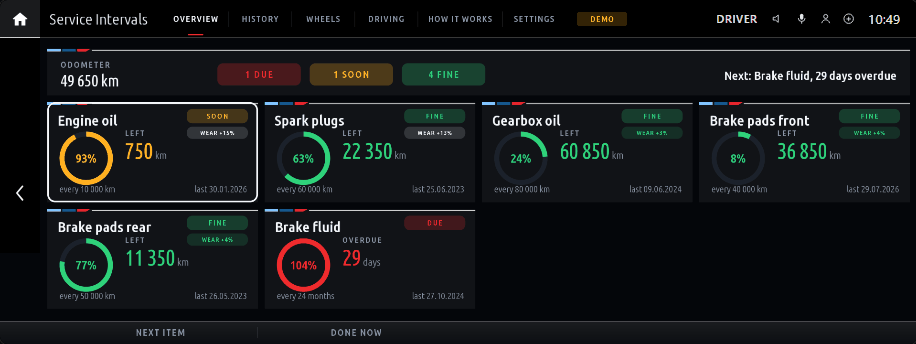 Service Intervals
OVERVIEW
HISTORY
WHEELS
DRIVING
HOW IT WORKS
SETTINGS
DEMO
DRIVER
10:49
ODOMETER
49 650 km
1 DUE
1 SOON
4 FINE
Next: Brake fluid, 29 days overdue
Engine oil
SOON
WEAR +15%
93%
LEFT
750 km
every 10 000 km
last 30.01.2026
Spark plugs
FINE
WEAR +13%
63%
LEFT
22 350 km
every 60 000 km
last 25.06.2023
Gearbox oil
FINE
WEAR +3%
24%
LEFT
60 850 km
every 80 000 km
last 09.06.2024
Brake pads front
FINE
WEAR +4%
8%
LEFT
36 850 km
every 40 000 km
last 29.07.2026
Brake pads rear
FINE
WEAR +4%
77%
LEFT
11 350 km
every 50 000 km
last 26.05.2023
Brake fluid
DUE
104%
OVERDUE
29 days
every 24 months
last 27.10.2024
NEXT ITEM
DONE NOW